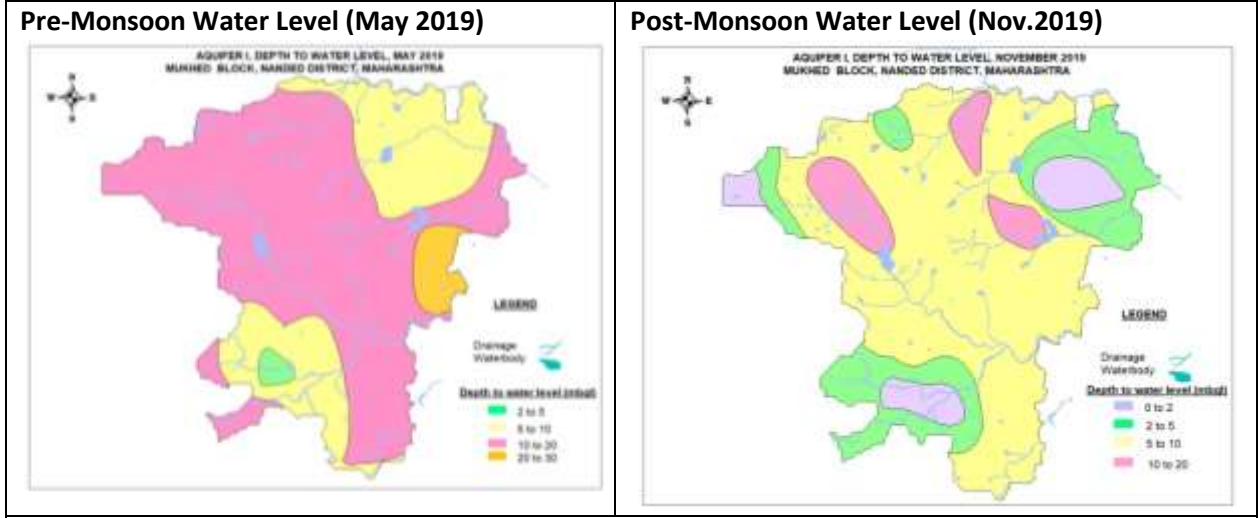 Pre-Monsoon Water Level (May 2019)
AQUIFER I, DEPTH TO WATER LEVEL, MAY 2019
MUKHED BLOCK, NANDED DISTRICT, MAHARASHTRA
N
W E
S
LEGEND
Drainage
Waterbody
Depth to water level (mbgl)
2 to 5
5 to 10
10 to 20
20 to 30
Post-Monsoon Water Level (Nov.2019)
AQUIFER I, DEPTH TO WATER LEVEL, NOVEMBER 2019
MUKHED BLOCK, NANDED DISTRICT, MAHARASHTRA
N
W E
S
LEGEND
Drainage
Waterbody
Depth to water level (mbgl)
0 to 2
2 to 5
5 to 10
10 to 20